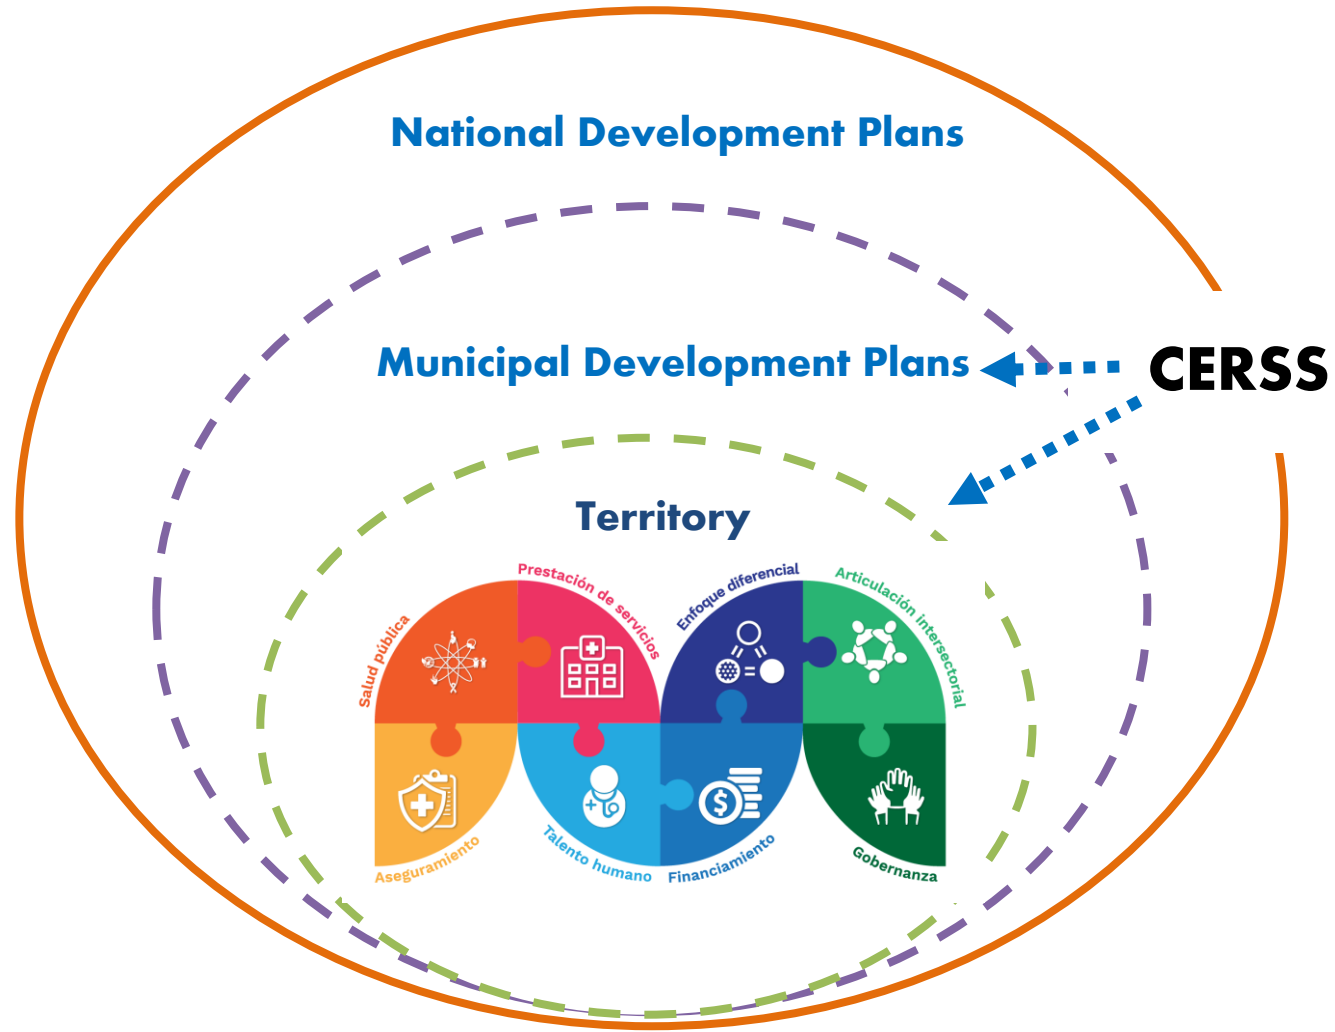 National Development Plans
Municipal Development Plans
CERSS
Territory
Salud pública
Prestación de servicios
Enfoque diferencial
Articulación intersectorial
Aseguramiento
Talento humano
Financiamiento
Gobernanza